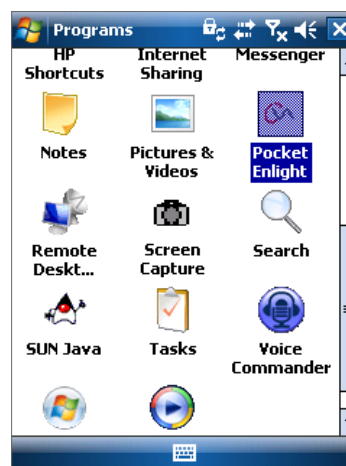 Programs
HP Shortcuts
Internet Sharing
Messenger
Notes
Pictures & Videos
Pocket Enlight
Remote Deskt...
Screen Capture
Search
SUN Java
Tasks
Voice Commander